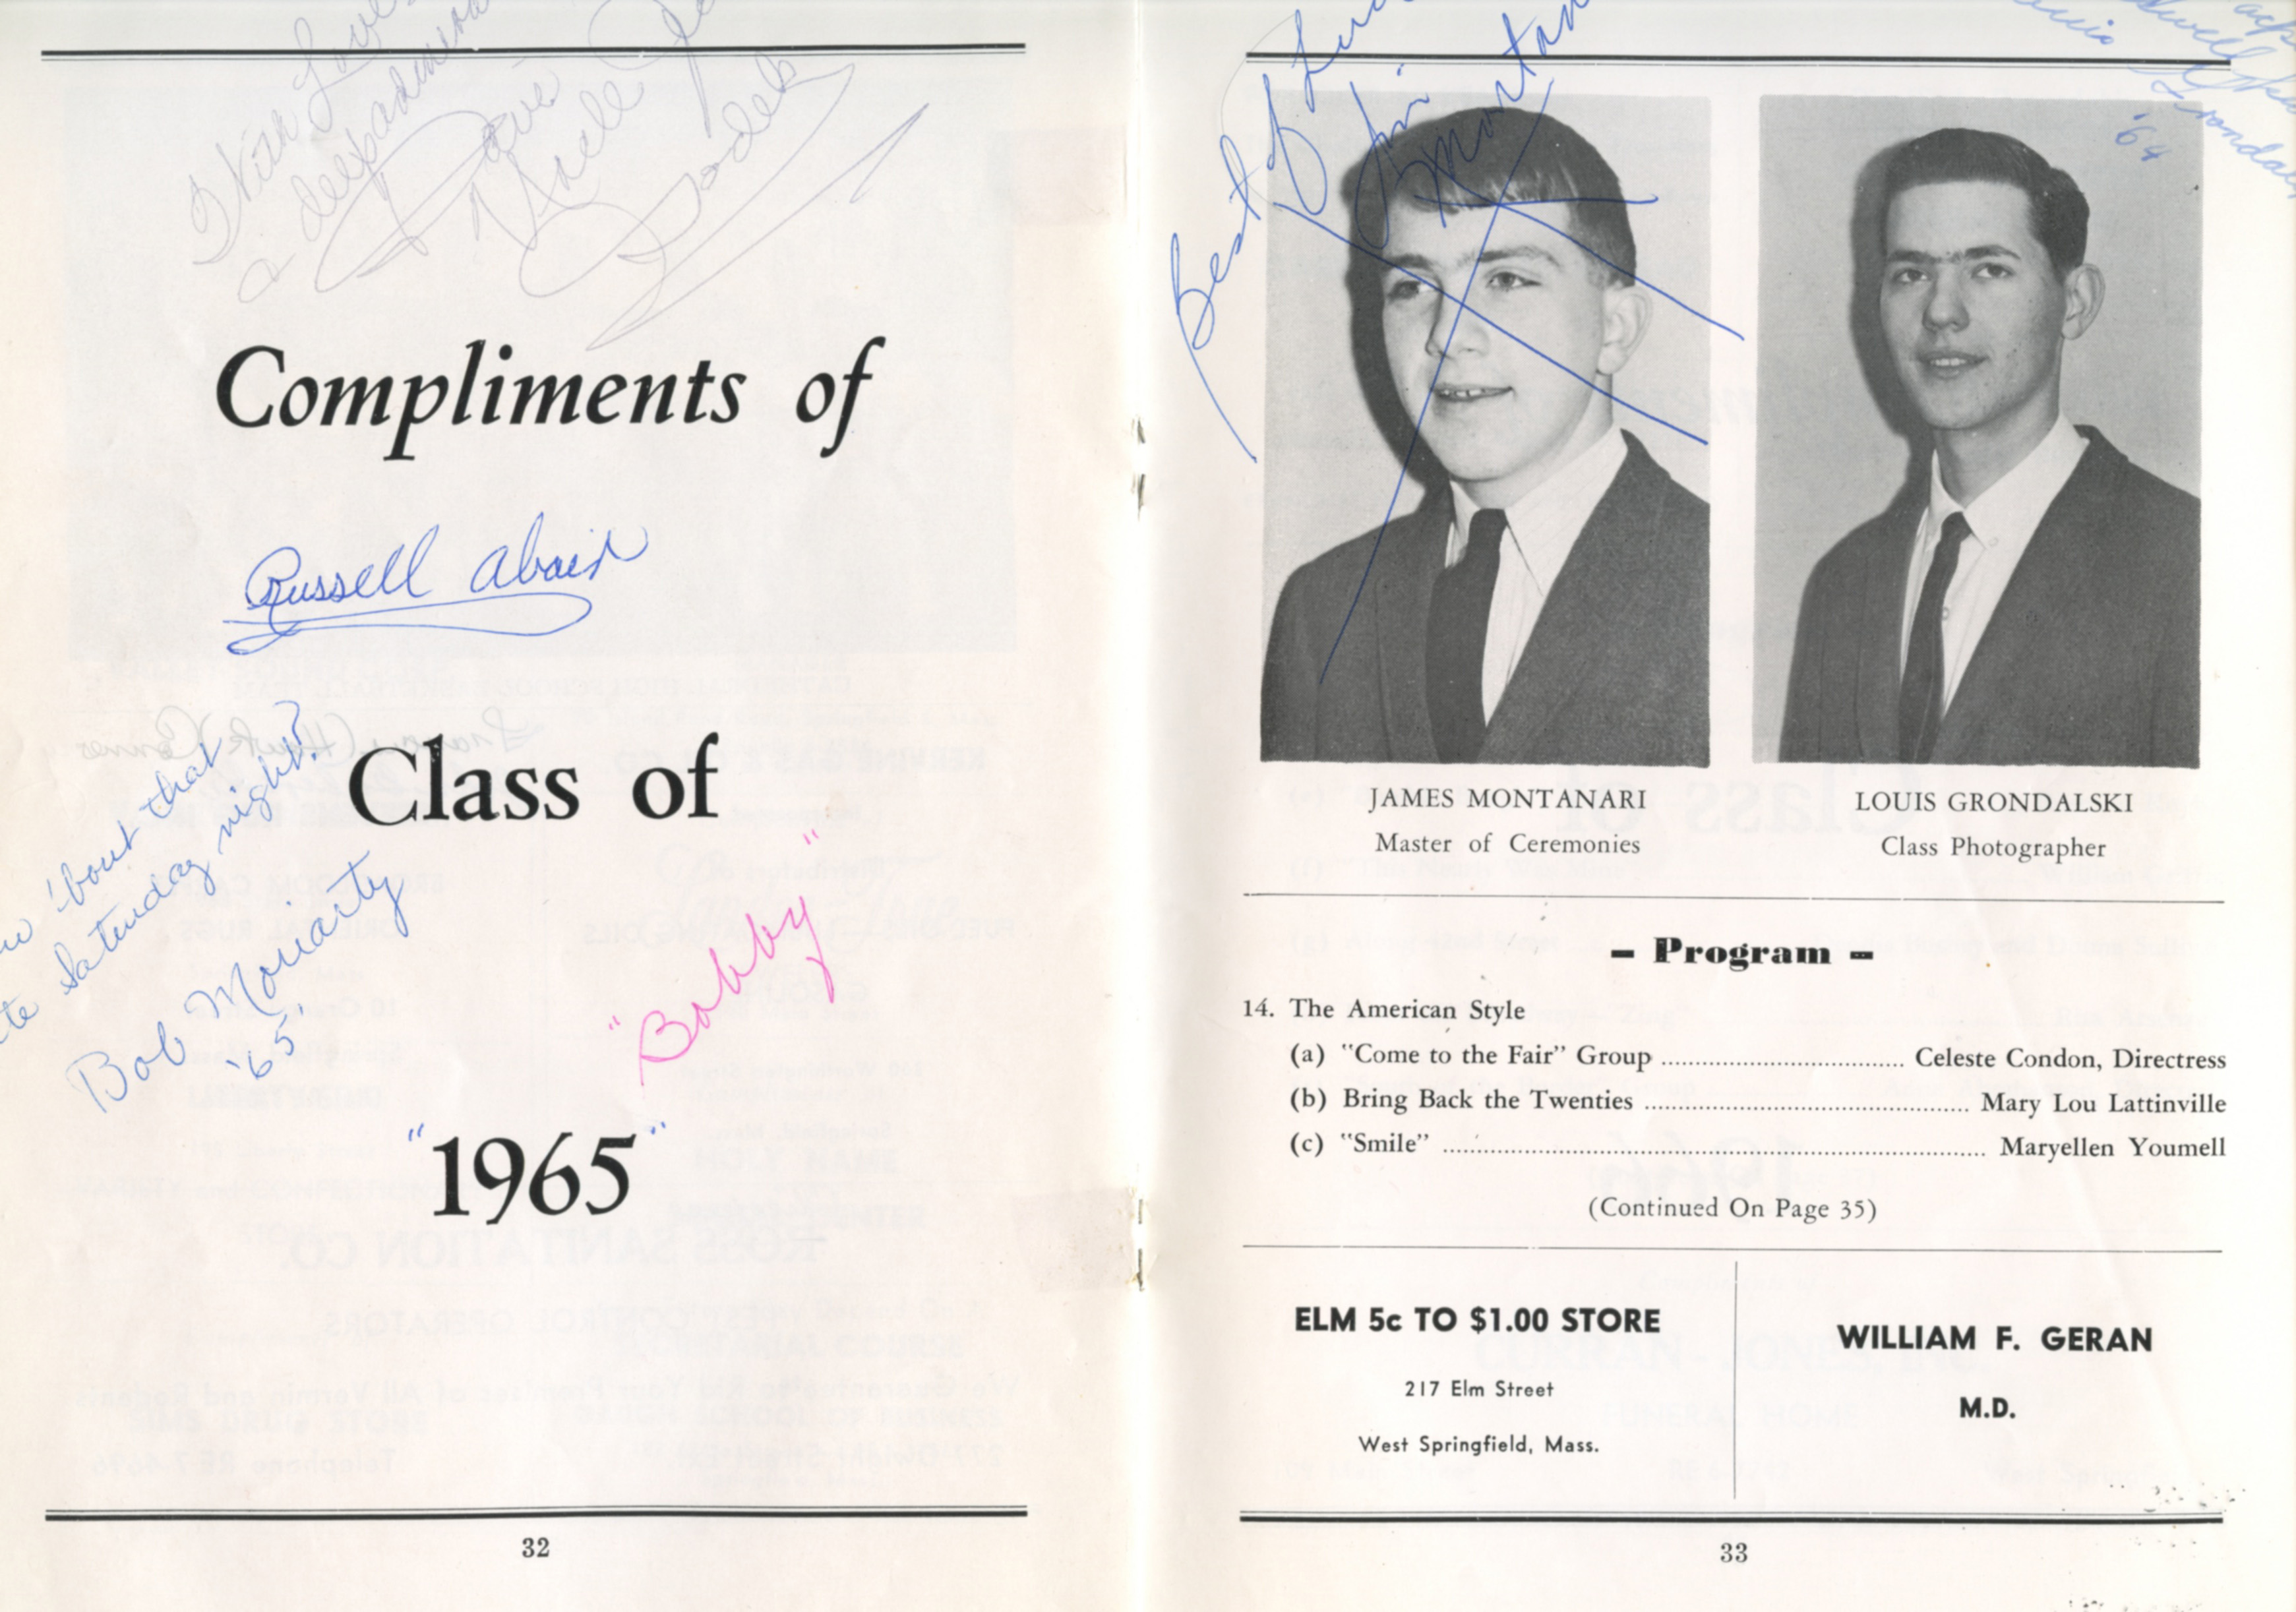 With Love
a
Dave
Compliments of
Russell Abair
Class of
'bout that
Saturday night?
Bob Moriarty
'65'
"Bobby"
"1965"
32
Best of
Jim
'64
JAMES MONTANARI
Master of Ceremonies
LOUIS GRONDALSKI
Class Photographer
– Program –
14. The American Style
(a) "Come to the Fair" Group ........................................ Celeste Condon, Directress
(b) Bring Back the Twenties ...................................................... Mary Lou Lattinville
(c) "Smile" .......................................................................................... Maryellen Youmell
(Continued On Page 35)
ELM 5c TO $1.00 STORE
217 Elm Street
West Springfield, Mass.
WILLIAM F. GERAN
M.D.
33